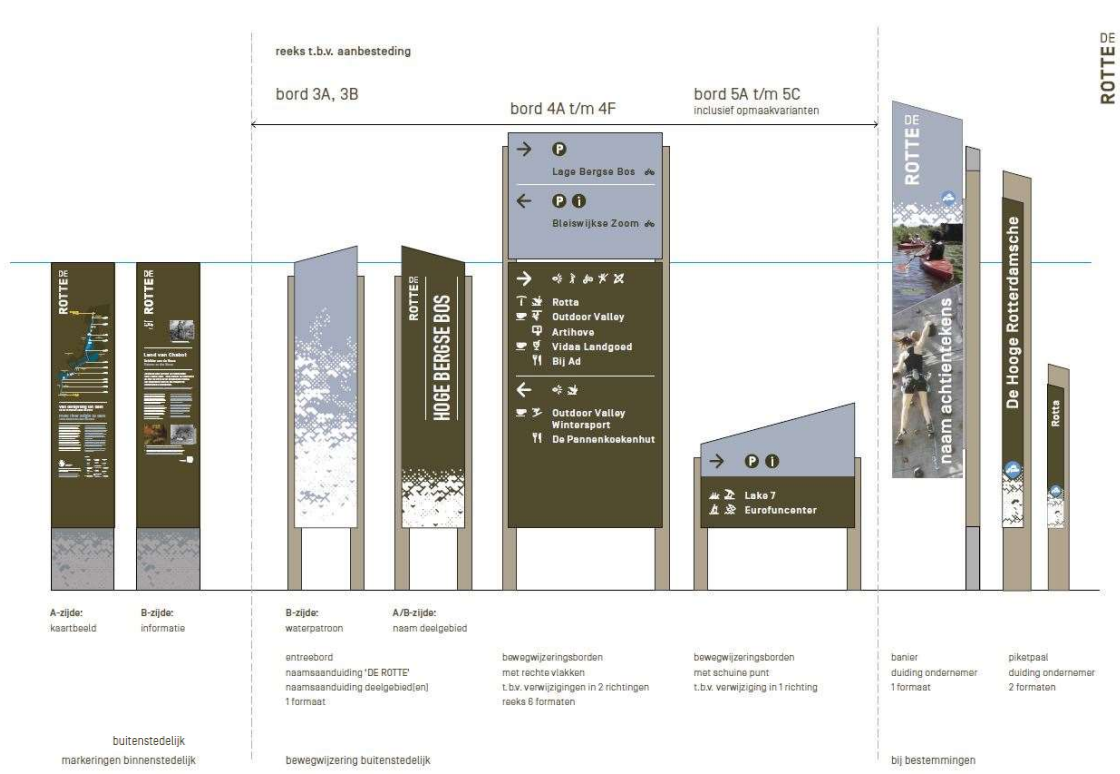 reeks t.b.v. aanbesteding
bord 3A, 3B
bord 4A t/m 4F
bord 5A t/m 5C
inclusief opmaakvarianten
DE
ROTTE
DE
ROTTE
DE
ROTTE
Land van Chabot
DE
ROTTE
HOGE BERGSE BOS
P
Lage Bergse Bos
P i
Bleiswijkse Zoom
Rotta
Outdoor Valley
Artihove
Vidaa Landgoed
Bij Ad
Outdoor Valley
Wintersport
De Pannenkoekenhut
P i
Lake 7
Eurofuncenter
DE
ROTTE
naam achtientekens
De Hooge Rotterdamsche
Rotta
A-zijde:
kaartbeeld
B-zijde:
informatie
B-zijde:
waterpatroon
A/B-zijde:
naam deelgebied
entreebord
naamsaanduiding 'DE ROTTE'
naamsaanduiding deelgebied(en)
1 formaat
bewegwijzeringsborden
met rechte vlakken
t.b.v. verwijzigingen in 2 richtingen
reeks 6 formaten
bewegwijzeringsborden
met schuine punt
t.b.v. verwijziging in 1 richting
banier
duiding ondernemer
1 formaat
piketpaal
duiding ondernemer
2 formaten
buitenstedelijk
markeringen binnenstedelijk
bewegwijzering buitenstedelijk
bij bestemmingen